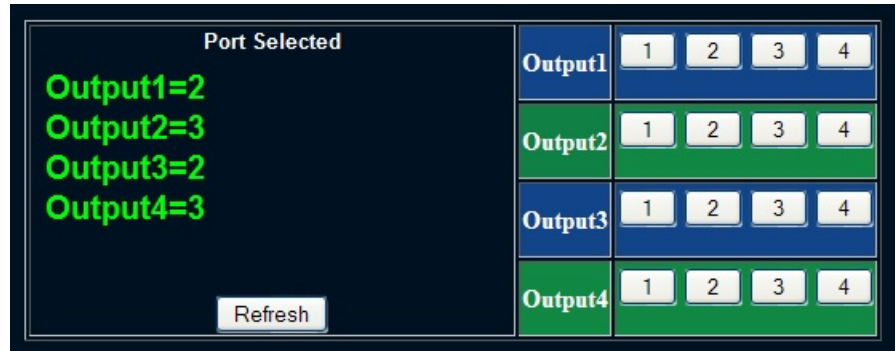 Port Selected
Output1=2
Output2=3
Output3=2
Output4=3
Refresh
Output1 1 2 3 4
Output2 1 2 3 4
Output3 1 2 3 4
Output4 1 2 3 4